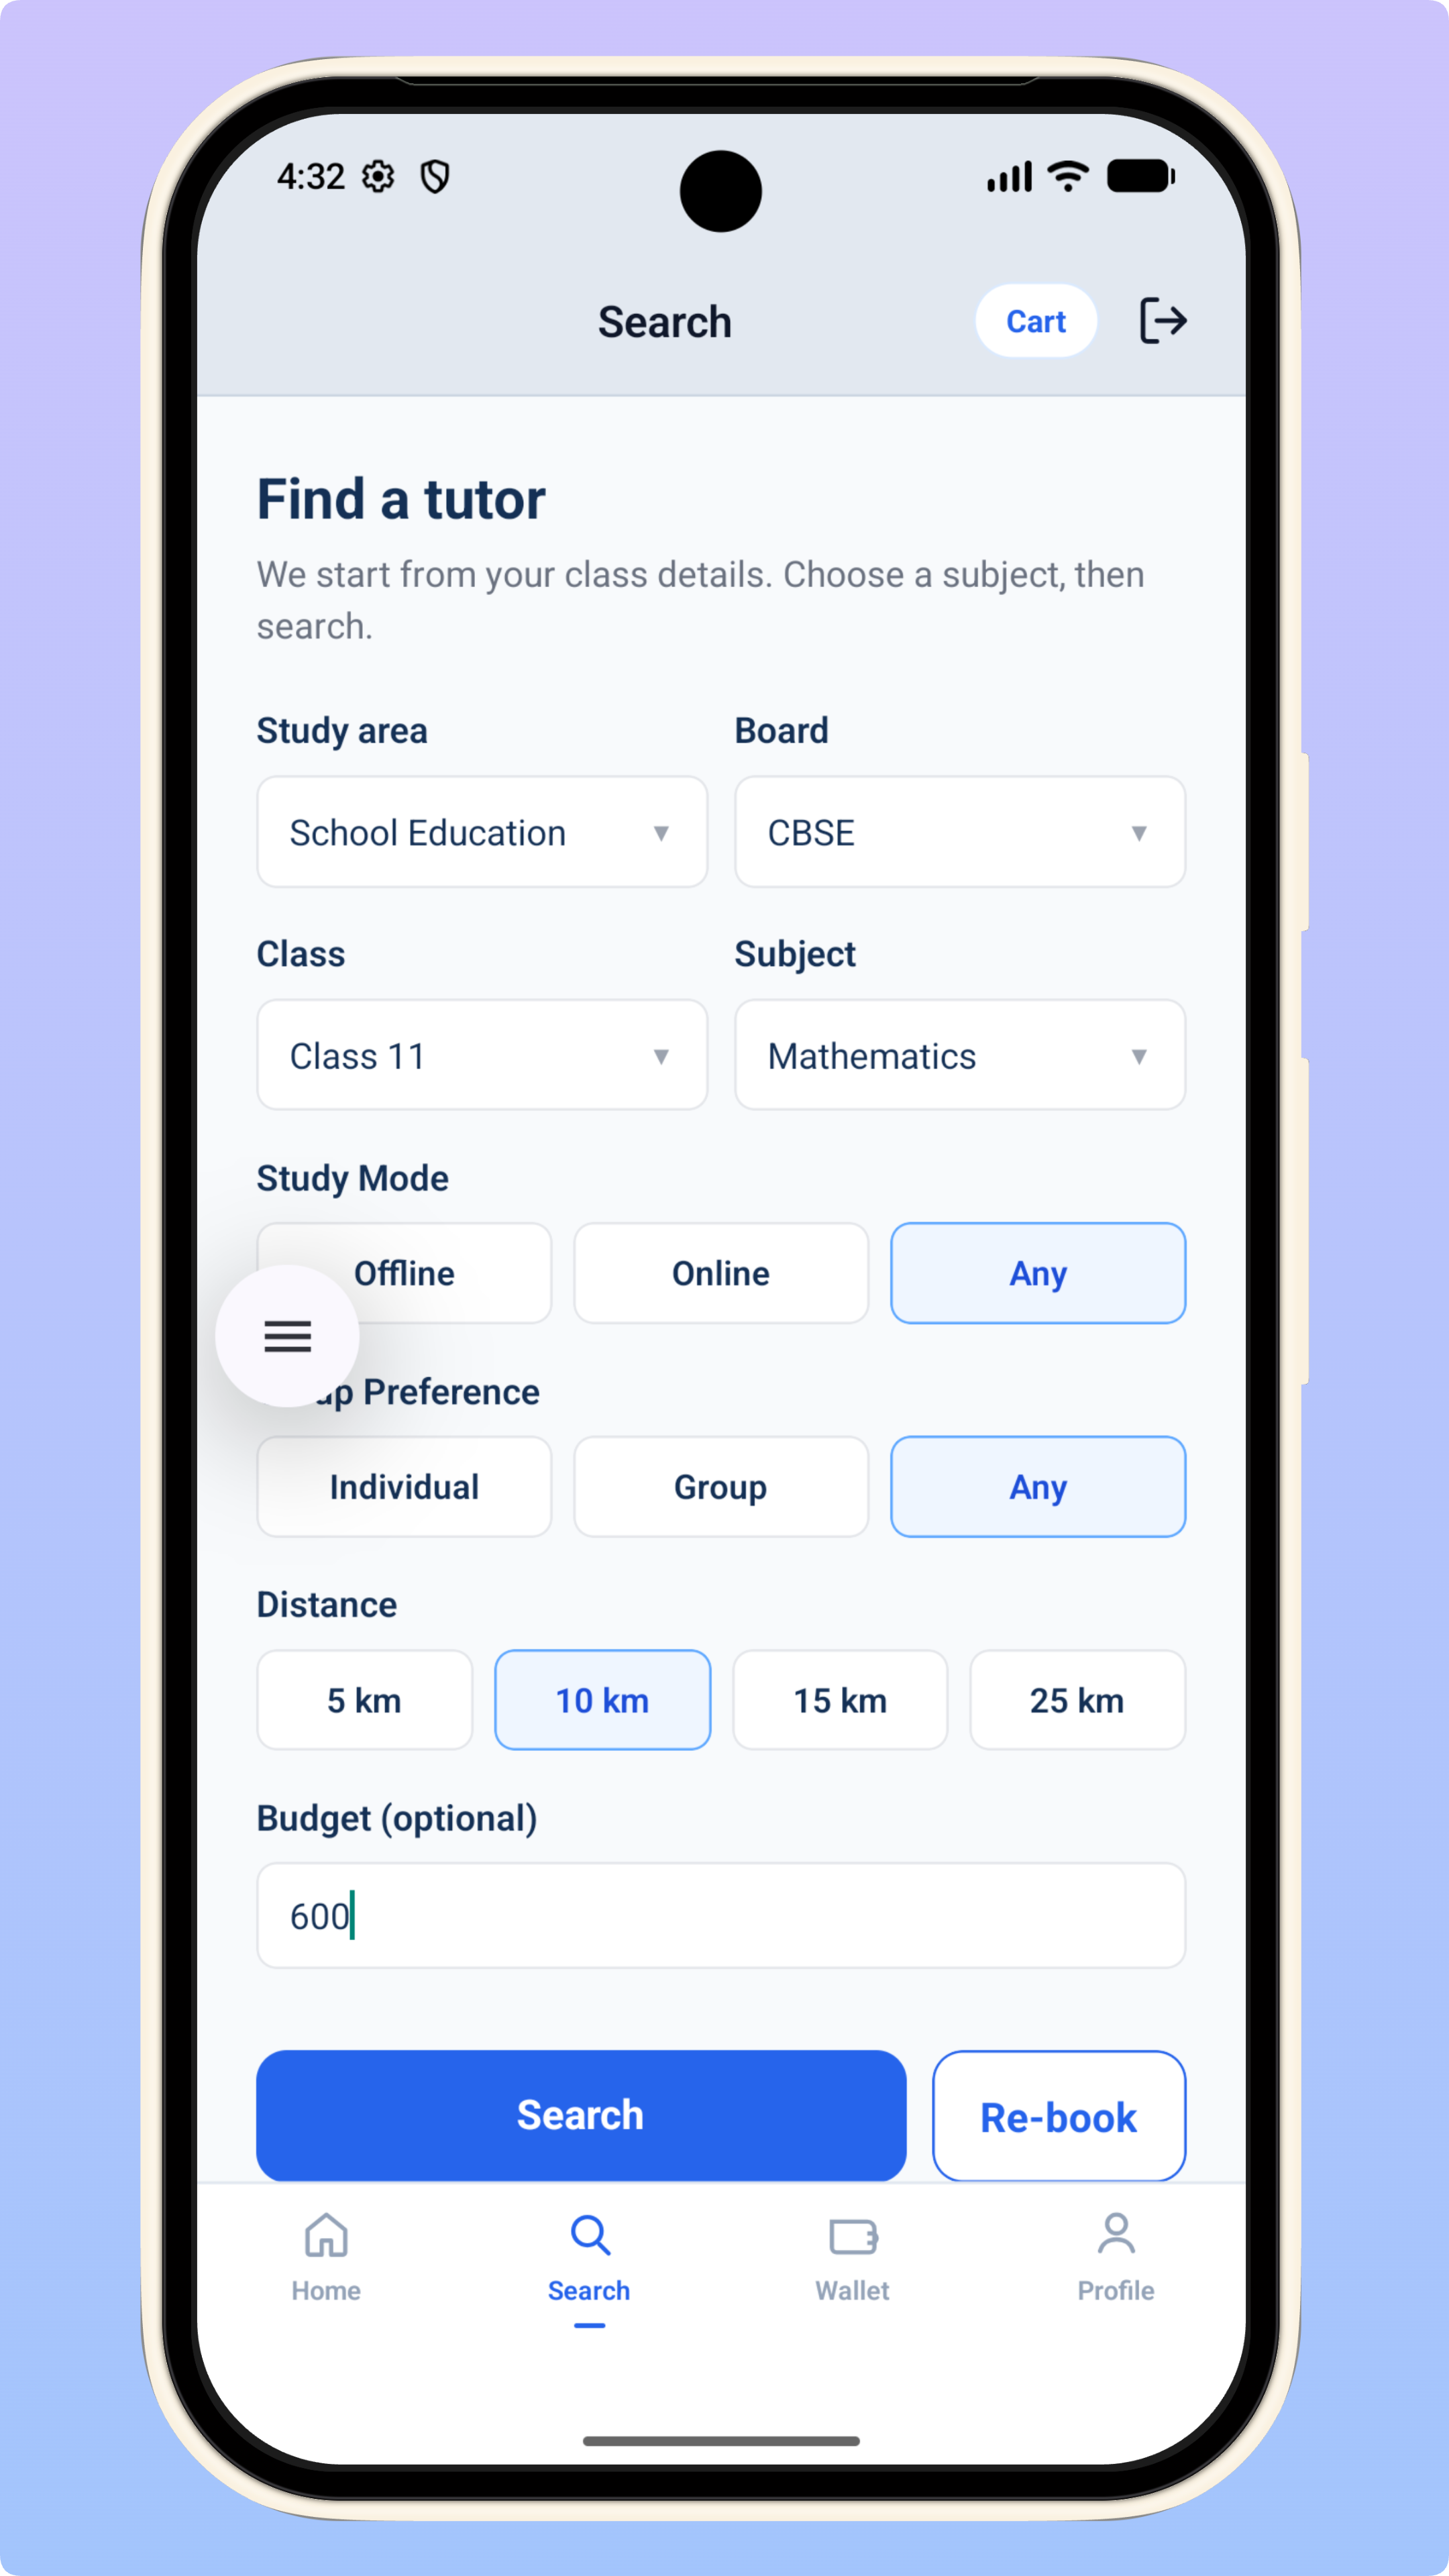 4:32
Search
Cart
Find a tutor
We start from your class details. Choose a subject, then
search.
Study area Board
School Education CBSE
Class Subject
Class 11 Mathematics
Study Mode
Offline Online Any
Preference
Individual Group Any
Distance
5 km 10 km 15 km 25 km
Budget (optional)
600
Search Re-book
Home Search Wallet Profile